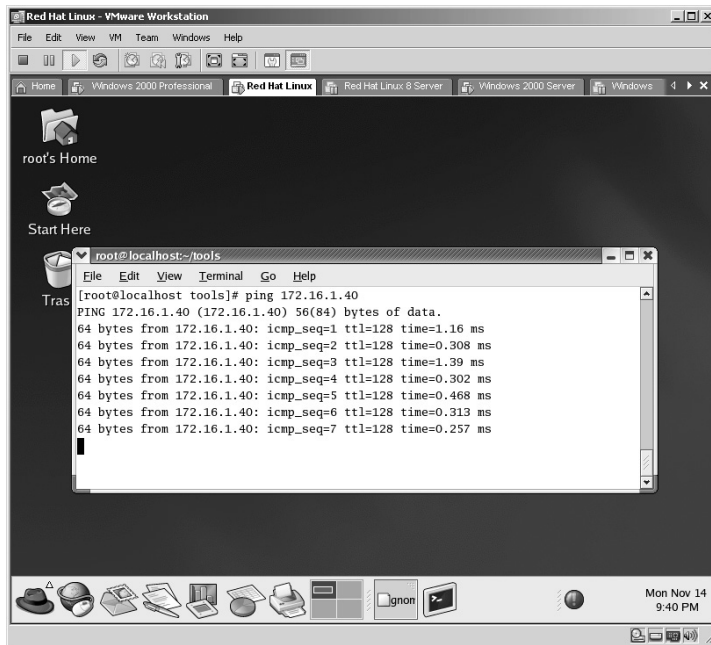 Red Hat Linux - VMware Workstation
File Edit View VM Team Windows Help
Home Windows 2000 Professional Red Hat Linux Red Hat Linux 8 Server Windows 2000 Server Windows
root's Home
Start Here
Tras
root@localhost:~/tools
File Edit View Terminal Go Help
[root@localhost tools]# ping 172.16.1.40
PING 172.16.1.40 (172.16.1.40) 56(84) bytes of data.
64 bytes from 172.16.1.40: icmp_seq=1 ttl=128 time=1.16 ms
64 bytes from 172.16.1.40: icmp_seq=2 ttl=128 time=0.308 ms
64 bytes from 172.16.1.40: icmp_seq=3 ttl=128 time=1.39 ms
64 bytes from 172.16.1.40: icmp_seq=4 ttl=128 time=0.302 ms
64 bytes from 172.16.1.40: icmp_seq=5 ttl=128 time=0.468 ms
64 bytes from 172.16.1.40: icmp_seq=6 ttl=128 time=0.313 ms
64 bytes from 172.16.1.40: icmp_seq=7 ttl=128 time=0.257 ms
gnon
Mon Nov 14
9:40 PM